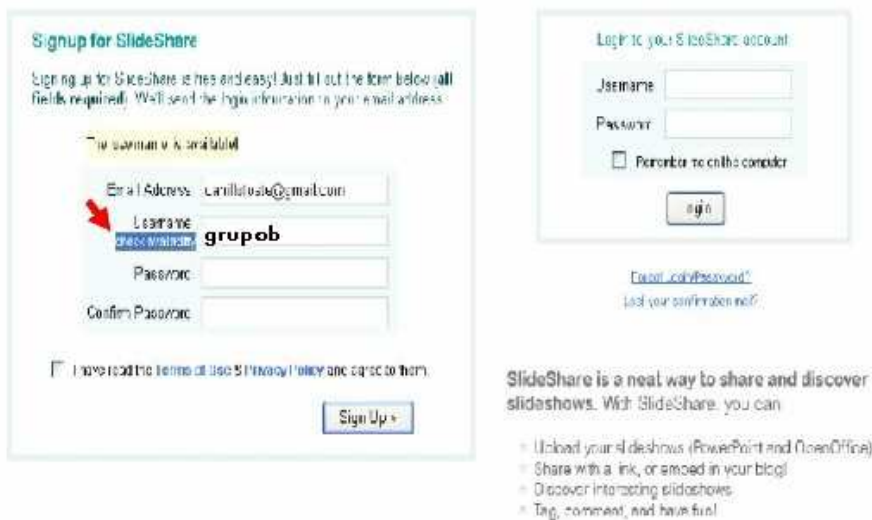 Signup for SlideShare
Signing up for SlideShare is free and easy! Just fill out the form below (all
fields required). We'll send the login information to your email address.
The username is available!
Email Address
@gmail.com
Username
check availability
grupob
Password
Confirm Password
I have read the Terms of Use & Privacy Policy and agree to them.
Sign Up »
Login to your SlideShare account
Username
Password
Remember me on this computer
Login
Forgot Login/Password?
Lost your confirmation mail?
SlideShare is a neat way to share and discover
slideshows. With SlideShare, you can
Upload your slideshows (PowerPoint and OpenOffice)
Share with a link, or embed in your blog!
Discover interesting slideshows
Tag, comment, and have fun!